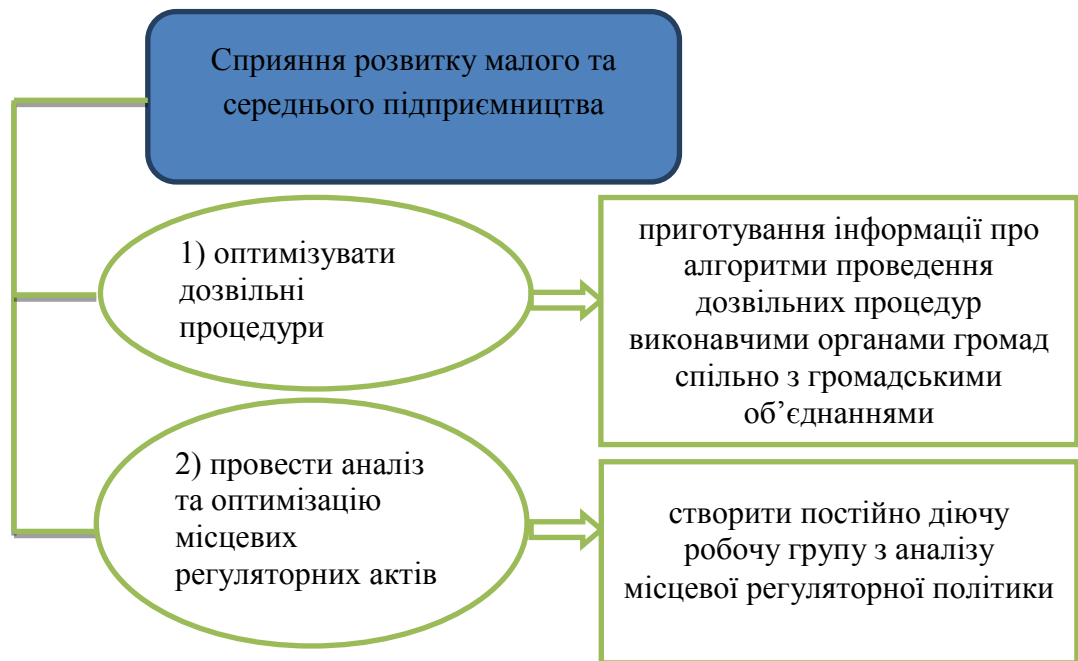 Сприяння розвитку малого та
середнього підприємництва
1) оптимізувати
дозвільні
процедури
приготування інформації про
алгоритми проведення
дозвільних процедур
виконавчими органами громад
спільно з громадськими
об’єднаннями
2) провести аналіз
та оптимізацію
місцевих
регуляторних актів
створити постійно діючу
робочу групу з аналізу
місцевої регуляторної політики